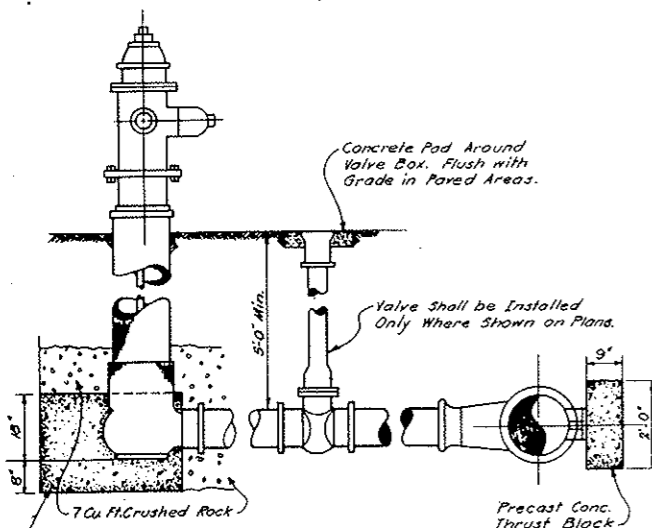 Concrete Pad Around
Valve Box. Flush with
Grade in Paved Areas.
5'-0" Min.
Valve Shall be Installed
Only Where Shown on Plans.
9"
2'-0"
18"
8"
7 Cu. Ft. Crushed Rock
Precast Conc.
Thrust Block